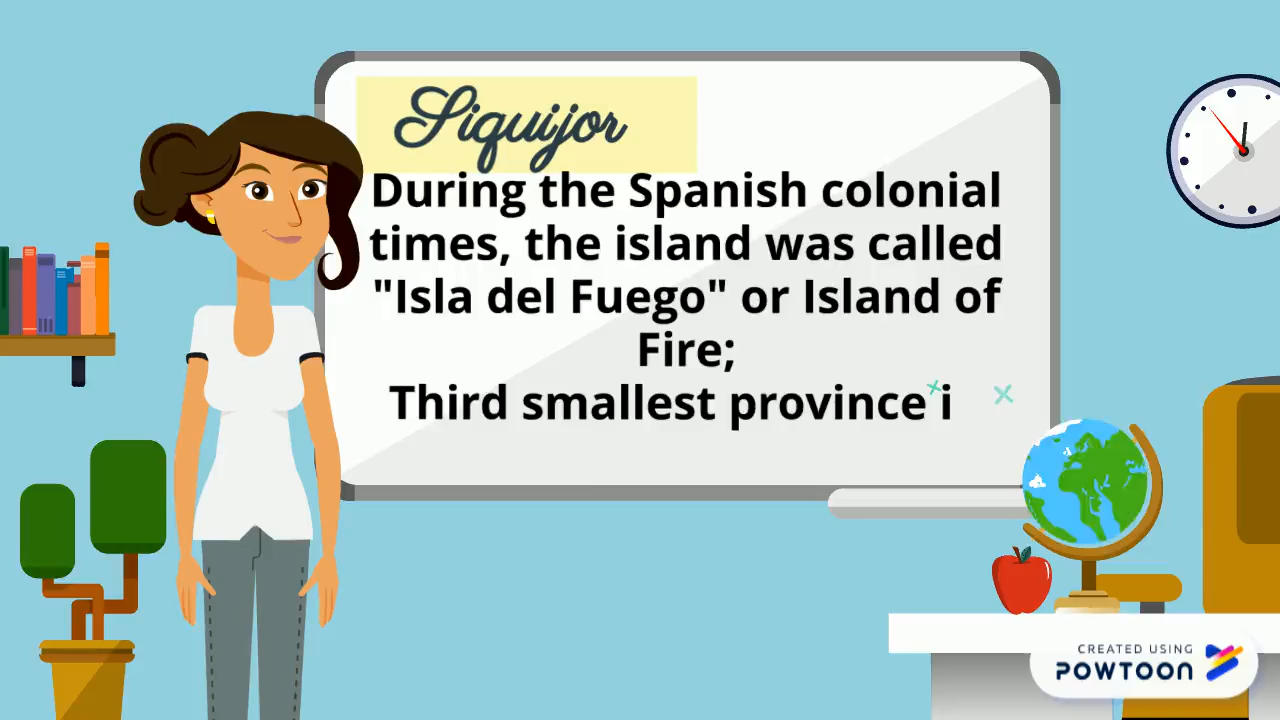 Siquijor
During the Spanish colonial
times, the island was called
"Isla del Fuego" or Island of
Fire;
Third smallest province i
CREATED USING
POWTOON